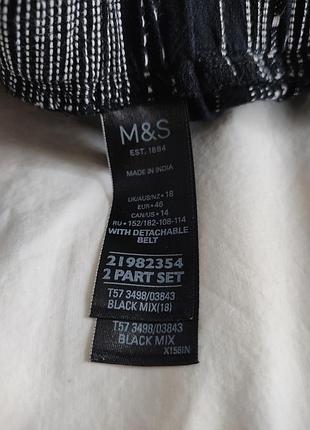 M&S
EST. 1884
MADE IN INDIA
UK/AUS/NZ • 18
EUR • 46
CAN/US • 14
RU • 152/182-108-114
WITH DETACHABLE
BELT
21982354
2 PART SET
T57 3498/03843
BLACK MIX(18)
T57 3498/03843
BLACK MIX
X156IN